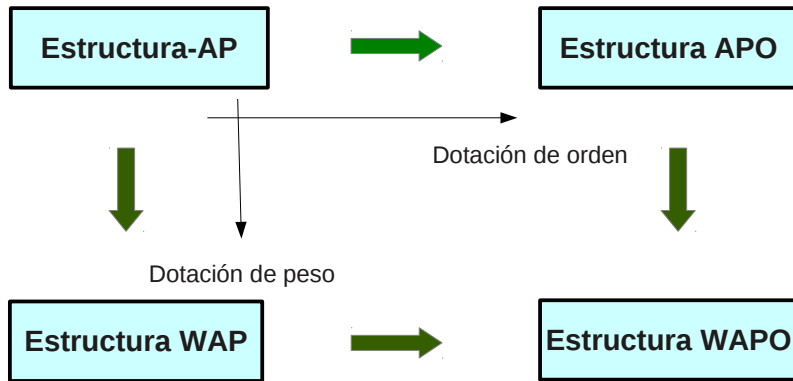 Estructura-AP
Estructura APO
Dotación de orden
Dotación de peso
Estructura WAP
Estructura WAPO